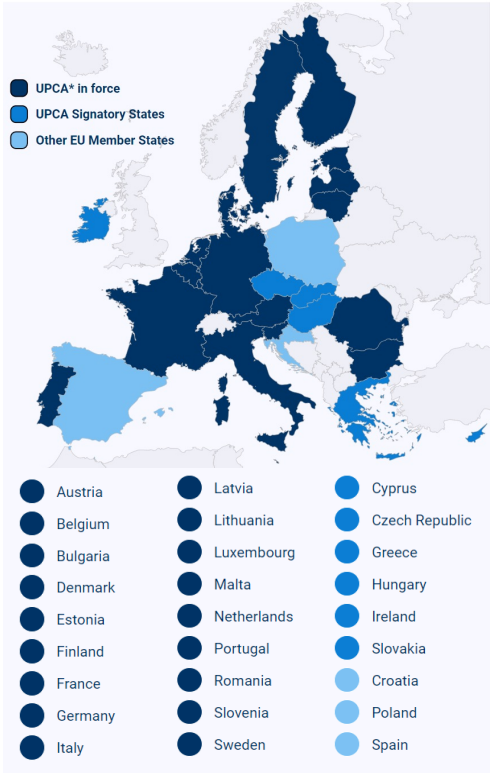 UPCA* in force
UPCA Signatory States
Other EU Member States
Austria
Belgium
Bulgaria
Denmark
Estonia
Finland
France
Germany
Italy
Latvia
Lithuania
Luxembourg
Malta
Netherlands
Portugal
Romania
Slovenia
Sweden
Cyprus
Czech Republic
Greece
Hungary
Ireland
Slovakia
Croatia
Poland
Spain